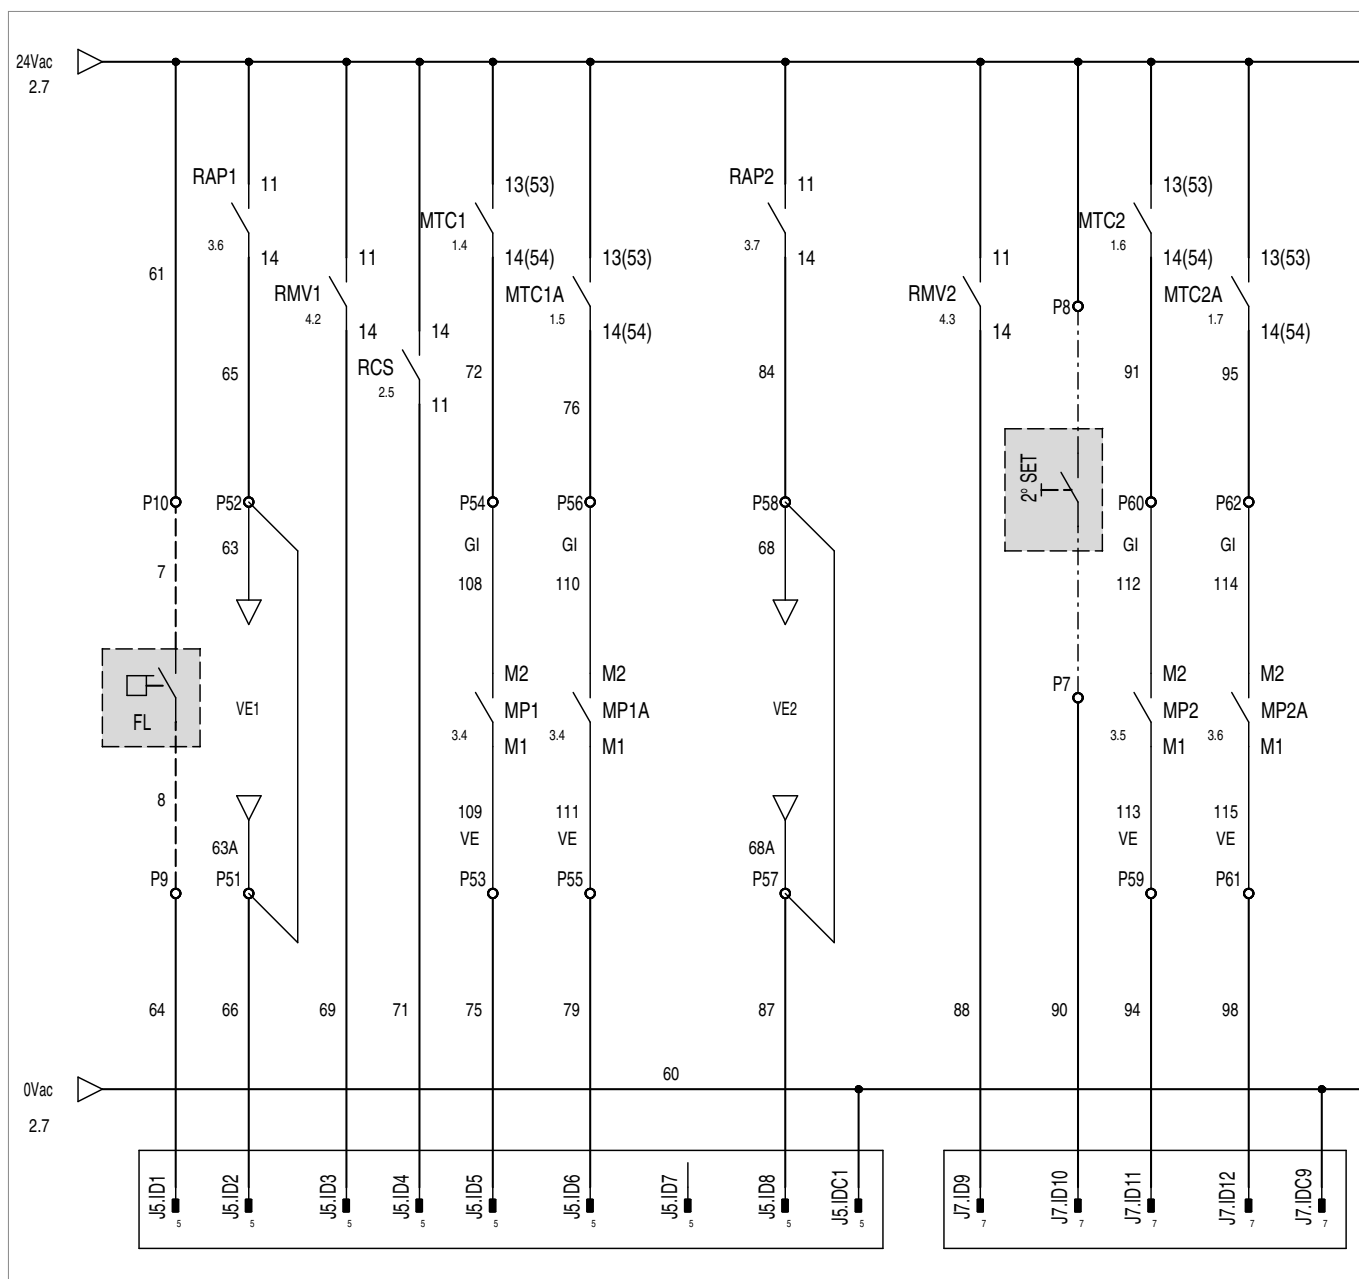 24Vac
2.7
RAP1 11
RAP2 11
13(53)
13(53)
MTC1
MTC2
3.6
1.4
3.7
1.6
14
14(54)
14
14(54)
61
11
13(53)
11
13(53)
RMV1
MTC1A
RMV2
MTC2A
4.2
1.5
4.3
1.7
P8
14
14
14(54)
14
14(54)
RCS
2.5
11
65
72
76
84
91
95
2º SET
P10
P52
P54
P56
P58
P60
P62
63
GI
GI
68
GI
GI
7
108
110
112
114
M2
M2
M2
M2
P7
FL
VE1
MP1
MP1A
VE2
MP2
MP2A
3.4
3.4
3.5
3.6
M1
M1
M1
M1
8
109
111
113
115
VE
VE
VE
VE
63A
68A
P9
P51
P53
P55
P57
P59
P61
64
66
69
71
75
79
87
88
90
94
98
60
0Vac
2.7
J5.ID1
J5.ID2
J5.ID3
J5.ID4
J5.ID5
J5.ID6
J5.ID7
J5.ID8
J5.IDC1
J7.ID9
J7.ID10
J7.ID11
J7.ID12
J7.IDC9
5
5
5
5
5
5
5
5
5
7
7
7
7
7